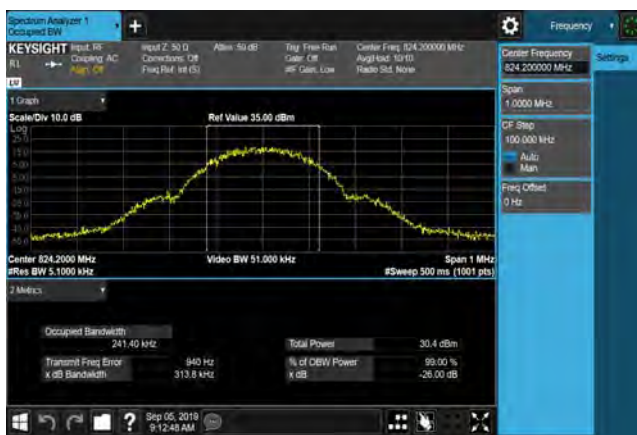 Spectrum Analyzer 1
Occupied BW
Frequency
KEYSIGHT
Input: RF
Coupling: AC
Align: Off
Input Z: 50 Ω
Corrections: Off
Freq Ref: Int (S)
Atten: 50 dB
Trig: Free Run
Gate: Off
#IF Gain: Low
Center Freq: 824.200000 MHz
Avg|Hold: 10/10
Radio Std: None
Center Frequency
824.200000 MHz
Settings
Span
1.0000 MHz
CF Step
100.000 kHz
Auto
Man
Freq Offset
0 Hz
1 Graph
Scale/Div 10.0 dB
Ref Value 35.00 dBm
Log
25.0
15.0
5.00
Center 824.2000 MHz
#Res BW 5.1000 kHz
Video BW 51.000 kHz
Span 1 MHz
#Sweep 500 ms (1001 pts)
2 Metrics
Occupied Bandwidth
241.40 kHz
Total Power
30.4 dBm
Transmit Freq Error
940 Hz
% of OBW Power
99.00 %
x dB Bandwidth
313.8 kHz
x dB
-26.00 dB
?
Sep 05, 2019
9:12:48 AM